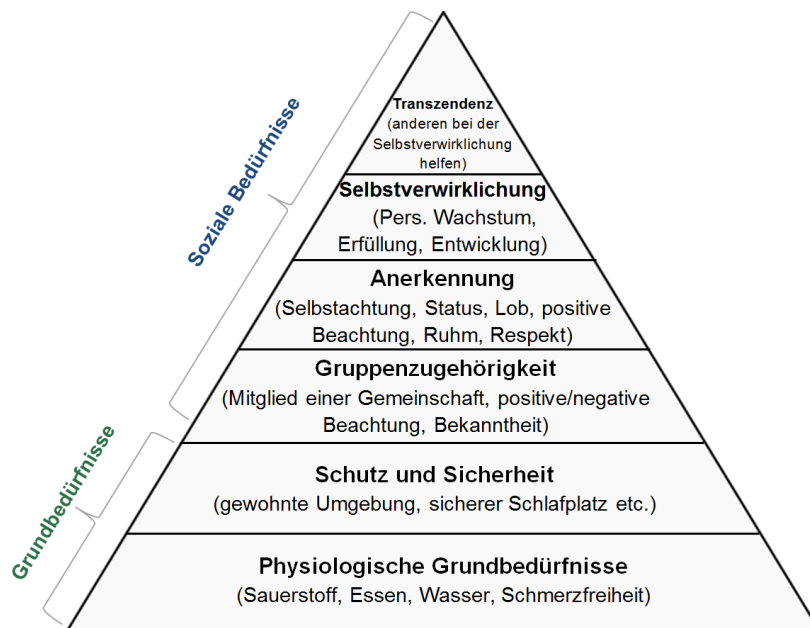 Transzendenz
(anderen bei der
Selbstverwirklichung
helfen)
Selbstverwirklichung
(Pers. Wachstum,
Erfüllung, Entwicklung)
Anerkennung
(Selbstachtung, Status, Lob, positive
Beachtung, Ruhm, Respekt)
Gruppenzugehörigkeit
(Mitglied einer Gemeinschaft, positive/negative
Beachtung, Bekanntheit)
Schutz und Sicherheit
(gewohnte Umgebung, sicherer Schlafplatz etc.)
Physiologische Grundbedürfnisse
(Sauerstoff, Essen, Wasser, Schmerzfreiheit)
Soziale Bedürfnisse
Grundbedürfnisse